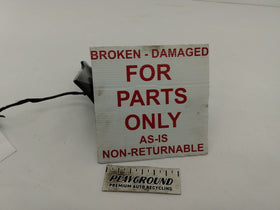 BROKEN - DAMAGED
FOR
PARTS
ONLY
AS-IS
NON-RETURNABLE
PLAYGROUND
PREMIUM AUTO RECYCLING